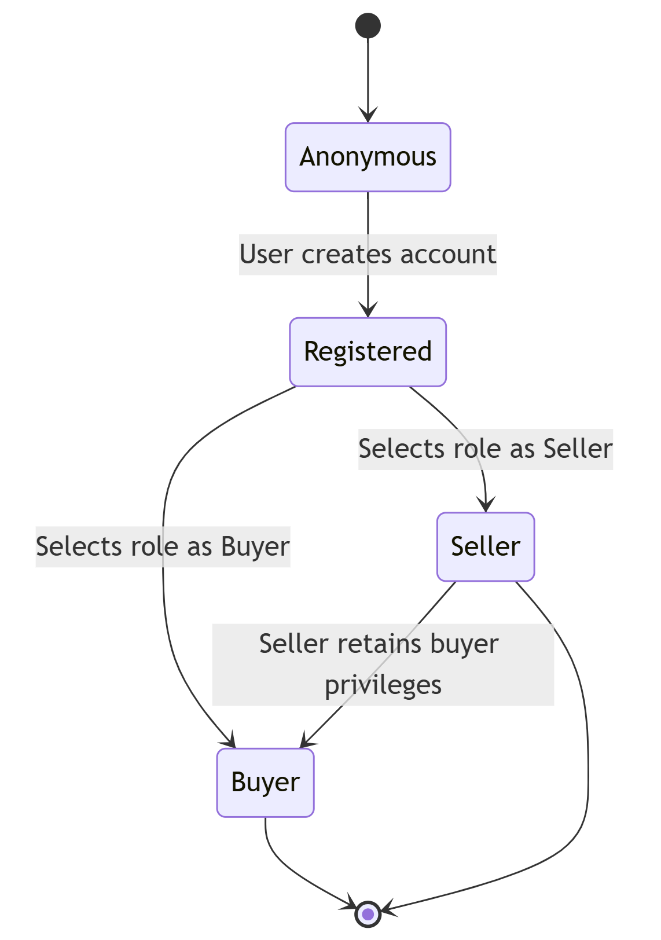 Anonymous
User creates account
Registered
Selects role as Seller
Selects role as Buyer
Seller
Seller retains buyer
privileges
Buyer